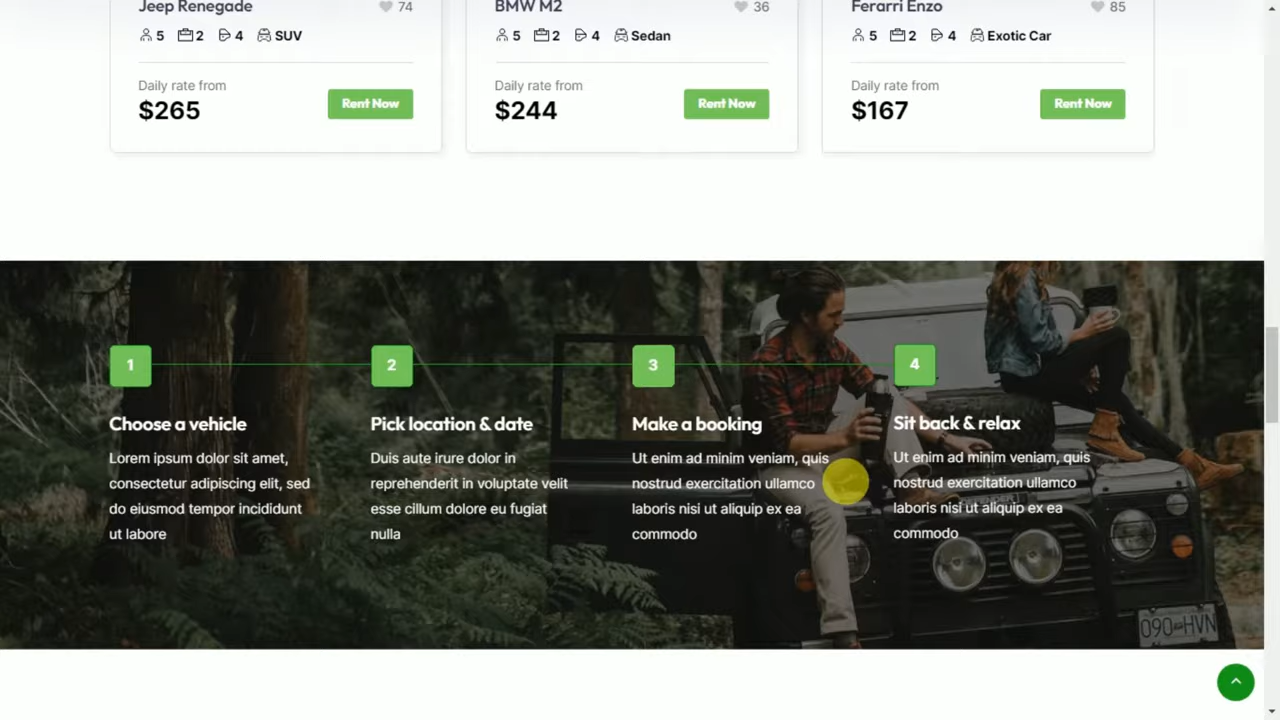 Jeep Renegade 74
5 2 4 SUV
Daily rate from
$265 Rent Now
BMW M2 36
5 2 4 Sedan
Daily rate from
$244 Rent Now
Ferarri Enzo 85
5 2 4 Exotic Car
Daily rate from
$167 Rent Now
1
Choose a vehicle
Lorem ipsum dolor sit amet,
consectetur adipiscing elit, sed
do eiusmod tempor incididunt
ut labore
2
Pick location & date
Duis aute irure dolor in
reprehenderit in voluptate velit
esse cillum dolore eu fugiat
nulla
3
Make a booking
Ut enim ad minim veniam, quis
nostrud exercitation ullamco
laboris nisi ut aliquip ex ea
commodo
4
Sit back & relax
Ut enim ad minim veniam, quis
nostrud exercitation ullamco
laboris nisi ut aliquip ex ea
commodo
090-HVN